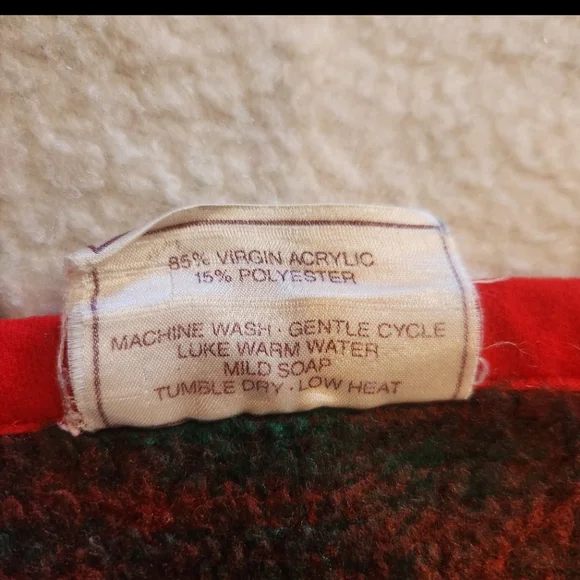 85% VIRGIN ACRYLIC
15% POLYESTER
MACHINE WASH · GENTLE CYCLE
LUKE WARM WATER
MILD SOAP
TUMBLE DRY · LOW HEAT